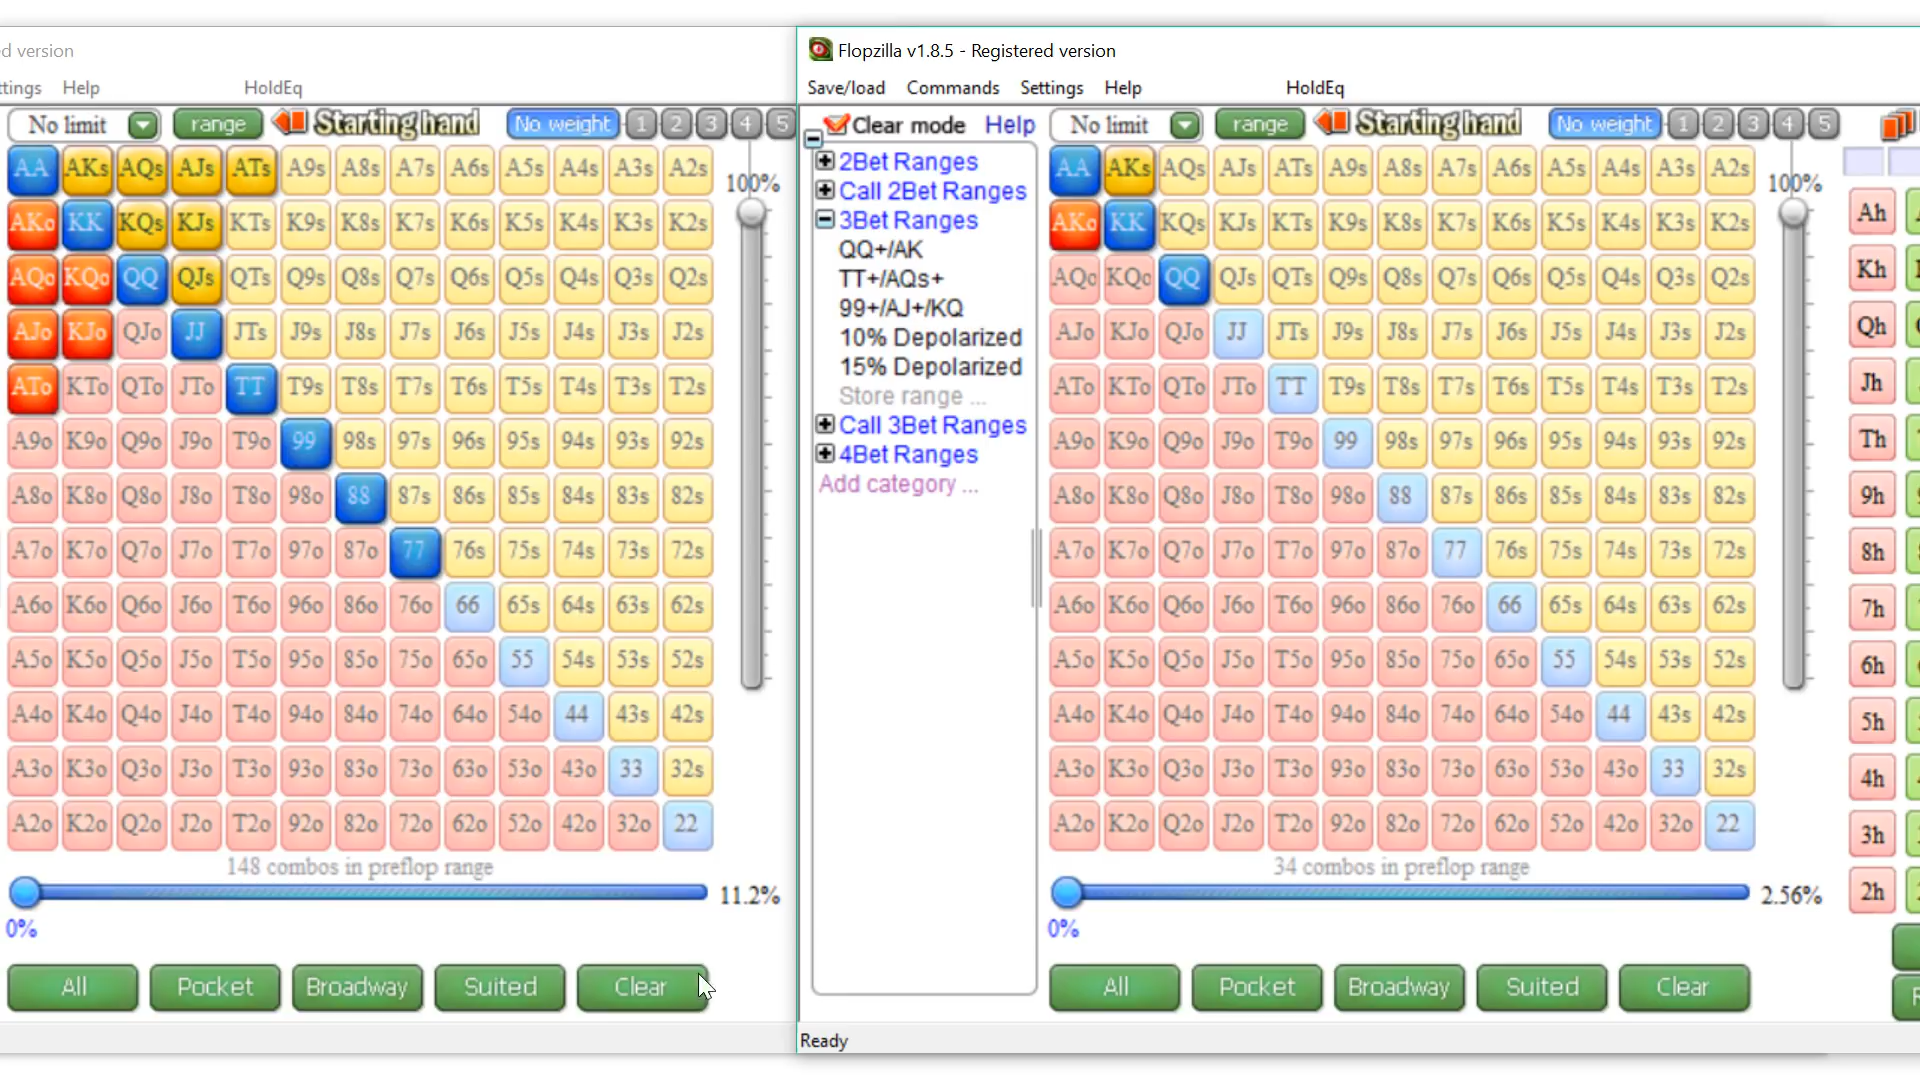 d version
ttings Help HoldEq
No limit range Starting hand No weight 1 2 3 4 5
AA AKs AQs AJs ATs A9s A8s A7s A6s A5s A4s A3s A2s
100%
AKo KK KQs KJs KTs K9s K8s K7s K6s K5s K4s K3s K2s
AQo KQo QQ QJs QTs Q9s Q8s Q7s Q6s Q5s Q4s Q3s Q2s
AJo KJo QJo JJ JTs J9s J8s J7s J6s J5s J4s J3s J2s
ATo KTo QTo JTo TT T9s T8s T7s T6s T5s T4s T3s T2s
A9o K9o Q9o J9o T9o 99 98s 97s 96s 95s 94s 93s 92s
A8o K8o Q8o J8o T8o 98o 88 87s 86s 85s 84s 83s 82s
A7o K7o Q7o J7o T7o 97o 87o 77 76s 75s 74s 73s 72s
A6o K6o Q6o J6o T6o 96o 86o 76o 66 65s 64s 63s 62s
A5o K5o Q5o J5o T5o 95o 85o 75o 65o 55 54s 53s 52s
A4o K4o Q4o J4o T4o 94o 84o 74o 64o 54o 44 43s 42s
A3o K3o Q3o J3o T3o 93o 83o 73o 63o 53o 43o 33 32s
A2o K2o Q2o J2o T2o 92o 82o 72o 62o 52o 42o 32o 22
148 combos in preflop range
11.2%
0%
All Pocket Broadway Suited Clear
Flopzilla v1.8.5 - Registered version
Save/load Commands Settings Help HoldEq
Clear mode Help
2Bet Ranges
Call 2Bet Ranges
3Bet Ranges
QQ+/AK
TT+/AQs+
99+/AJ+/KQ
10% Depolarized
15% Depolarized
Store range ...
Call 3Bet Ranges
4Bet Ranges
Add category ...
No limit range Starting hand No weight 1 2 3 4 5
AA AKs AQs AJs ATs A9s A8s A7s A6s A5s A4s A3s A2s
100%
AKo KK KQs KJs KTs K9s K8s K7s K6s K5s K4s K3s K2s
AQo KQo QQ QJs QTs Q9s Q8s Q7s Q6s Q5s Q4s Q3s Q2s
AJo KJo QJo JJ JTs J9s J8s J7s J6s J5s J4s J3s J2s
ATo KTo QTo JTo TT T9s T8s T7s T6s T5s T4s T3s T2s
A9o K9o Q9o J9o T9o 99 98s 97s 96s 95s 94s 93s 92s
A8o K8o Q8o J8o T8o 98o 88 87s 86s 85s 84s 83s 82s
A7o K7o Q7o J7o T7o 97o 87o 77 76s 75s 74s 73s 72s
A6o K6o Q6o J6o T6o 96o 86o 76o 66 65s 64s 63s 62s
A5o K5o Q5o J5o T5o 95o 85o 75o 65o 55 54s 53s 52s
A4o K4o Q4o J4o T4o 94o 84o 74o 64o 54o 44 43s 42s
A3o K3o Q3o J3o T3o 93o 83o 73o 63o 53o 43o 33 32s
A2o K2o Q2o J2o T2o 92o 82o 72o 62o 52o 42o 32o 22
34 combos in preflop range
2.56%
0%
All Pocket Broadway Suited Clear
Ah
Kh
Qh
Jh
Th
9h
8h
7h
6h
5h
4h
3h
2h
Ready